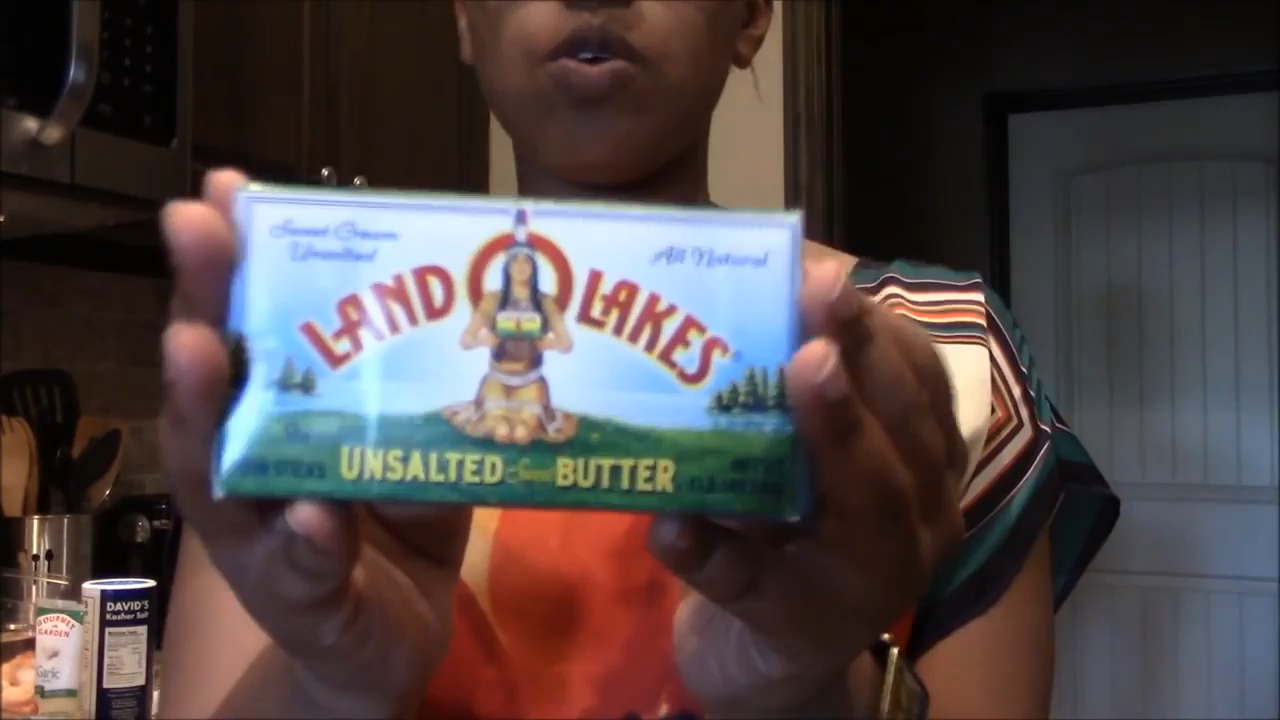 Sweet Cream
Unsalted
All Natural
LAND O LAKES
UNSALTED Sweet BUTTER
DAVID'S
Kosher Salt
GOURMET
GARDEN
Garlic